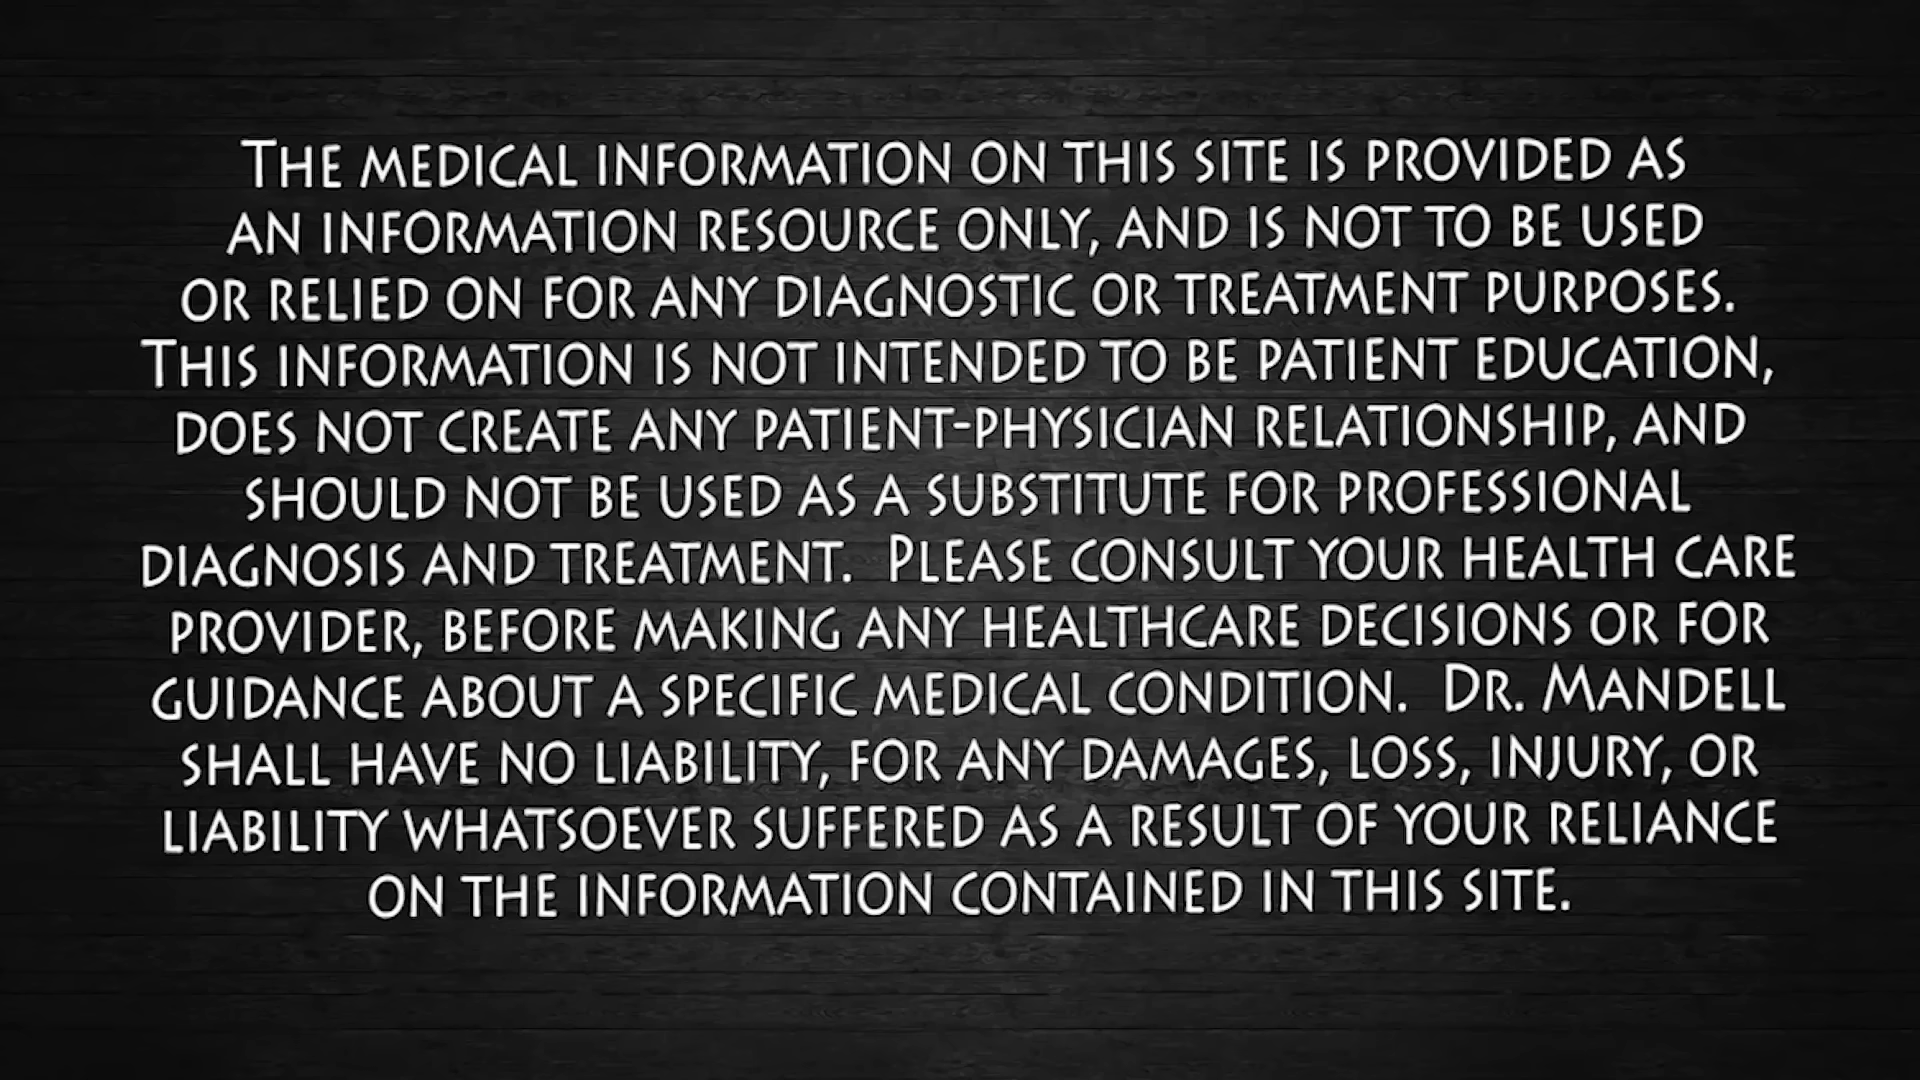 The medical information on this site is provided as
an information resource only, and is not to be used
or relied on for any diagnostic or treatment purposes.
This information is not intended to be patient education,
does not create any patient-physician relationship, and
should not be used as a substitute for professional
diagnosis and treatment.  Please consult your health care
provider, before making any healthcare decisions or for
guidance about a specific medical condition.  Dr. Mandell
shall have no liability, for any damages, loss, injury, or
liability whatsoever suffered as a result of your reliance
on the information contained in this site.